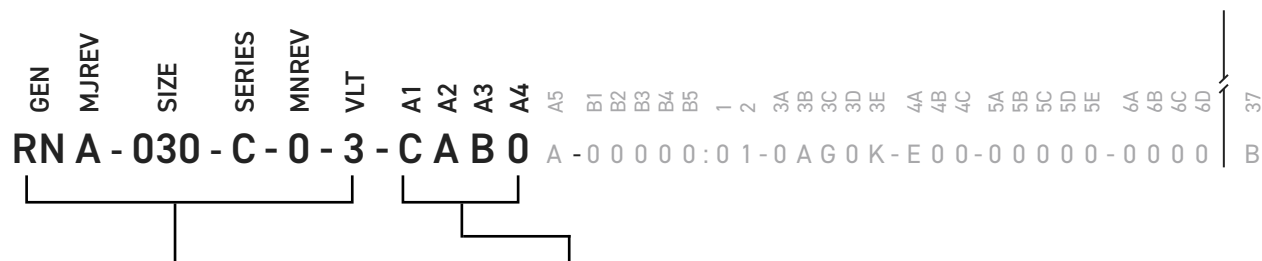 GEN MJREV SIZE SERIES MNREV VLT A1 A2 A3 A4 A5 B1 B2 B3 B4 B5 1 2 3A 3B 3C 3D 3E 4A 4B 4C 5A 5B 5C 5D 5E 6A 6B 6C 6D 37
RN A - 030 - C - 0 - 3 - C A B 0 A - 0 0 0 0 0 : 0 1 - 0 A G 0 K - E 0 0 - 0 0 0 0 0 - 0 0 0 0 B